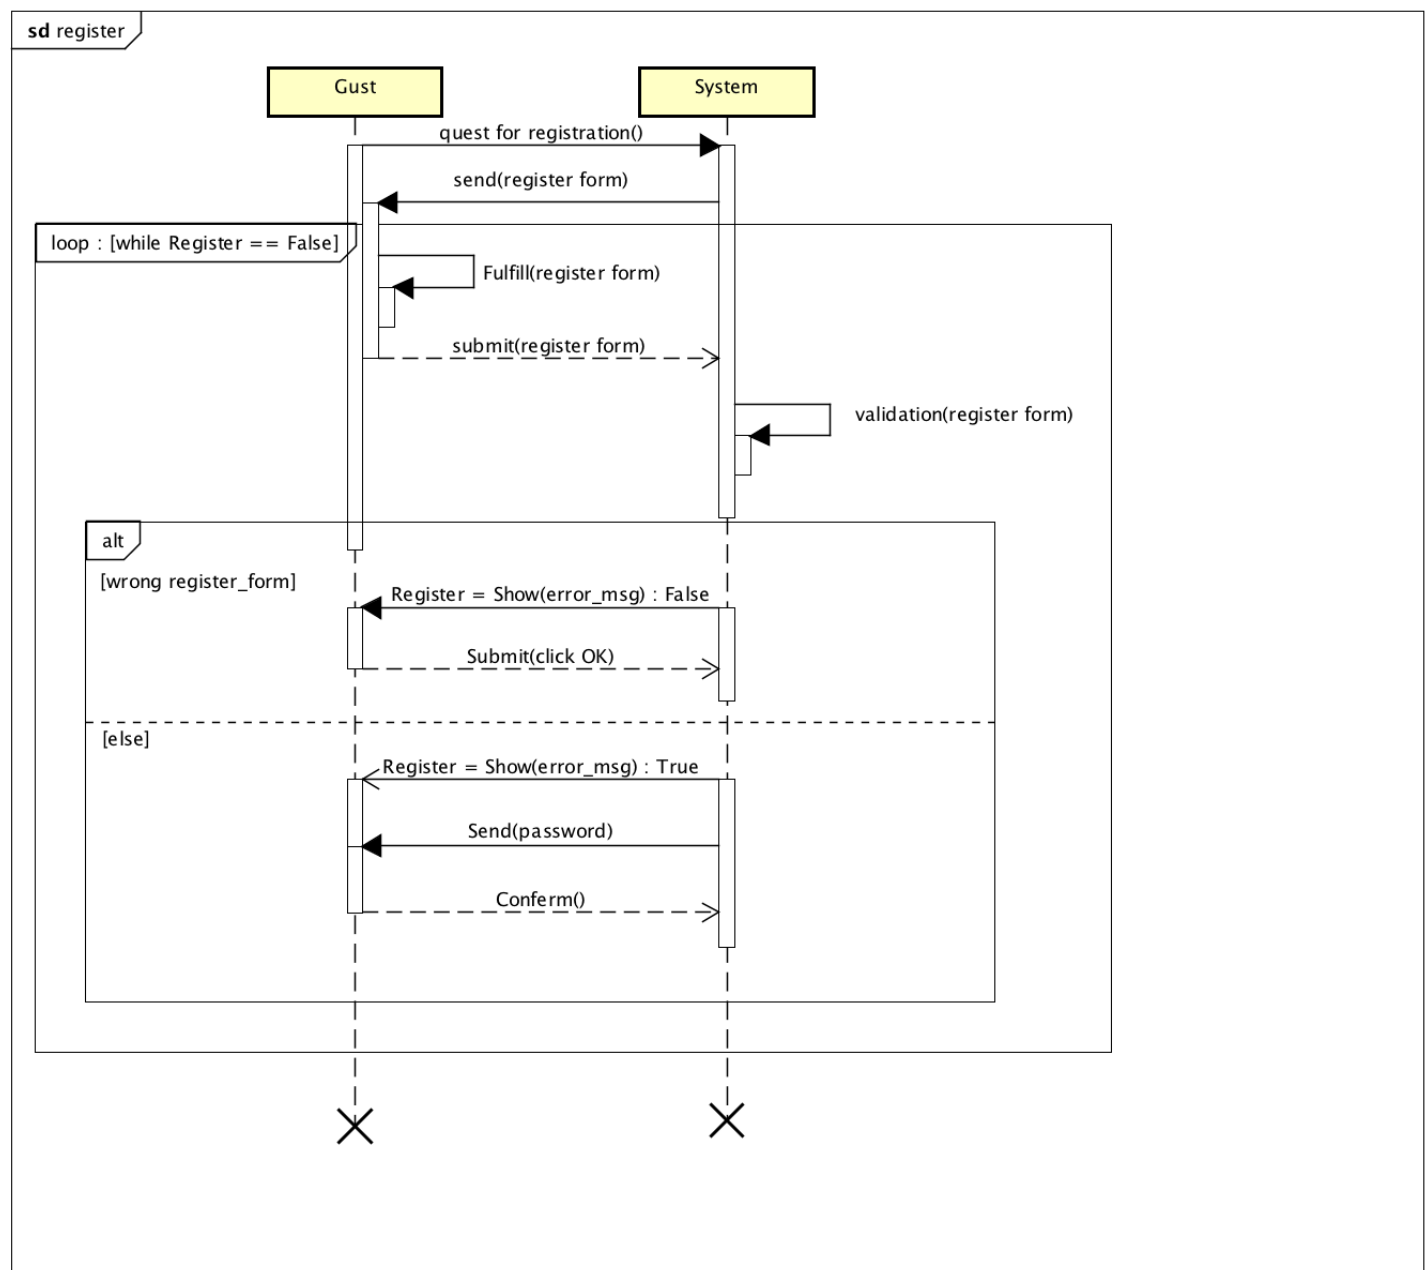 sd register
Gust
System
quest for registration()
send(register form)
loop : [while Register == False]
Fulfill(register form)
submit(register form)
validation(register form)
alt
[wrong register_form]
Register = Show(error_msg) : False
Submit(click OK)
[else]
Register = Show(error_msg) : True
Send(password)
Conferm()